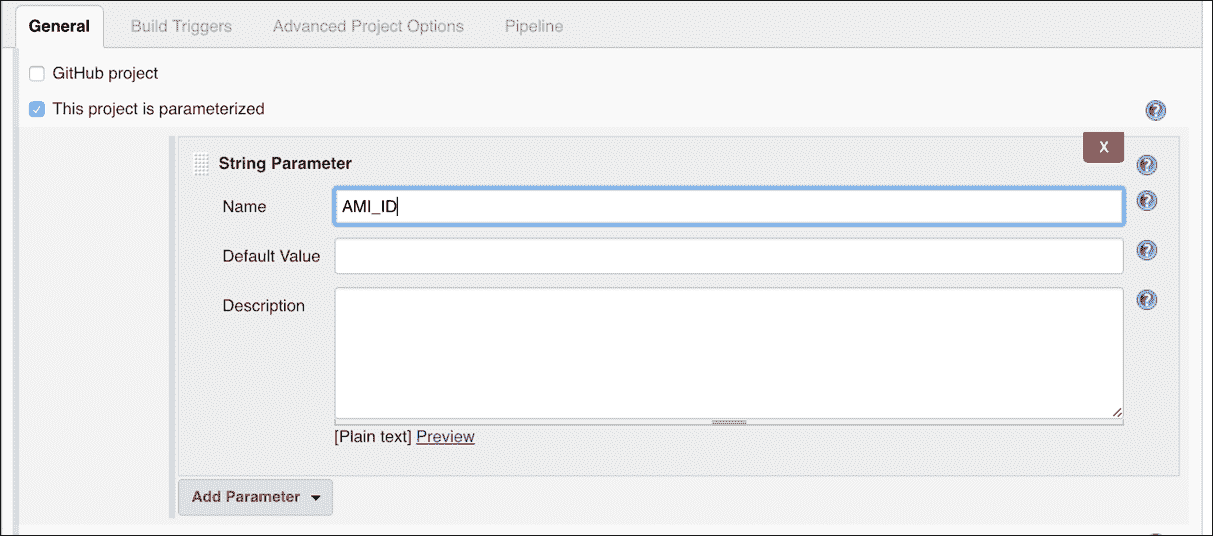 General Build Triggers Advanced Project Options Pipeline
GitHub project
This project is parameterized
X
String Parameter
Name AMI_ID
Default Value
Description
[Plain text] Preview
Add Parameter